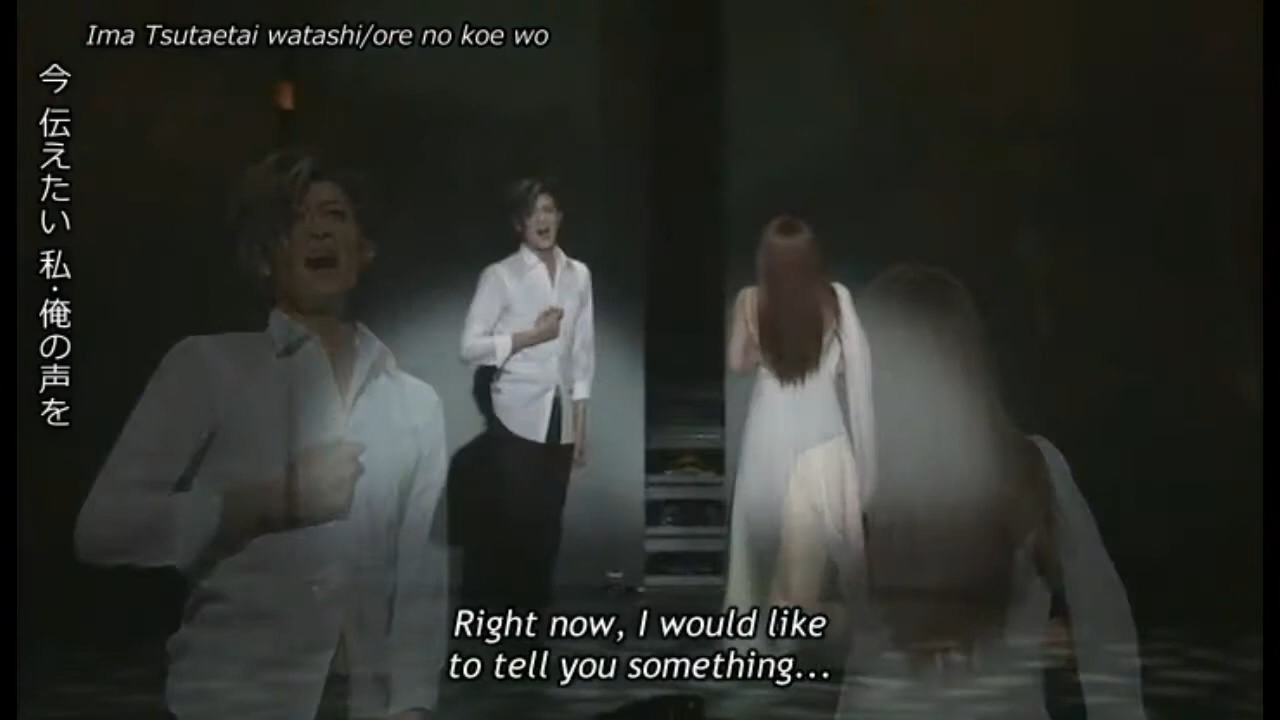 Ima Tsutaetai watashi/ore no koe wo
今 伝えたい 私・俺の声を
Right now, I would like
to tell you something...